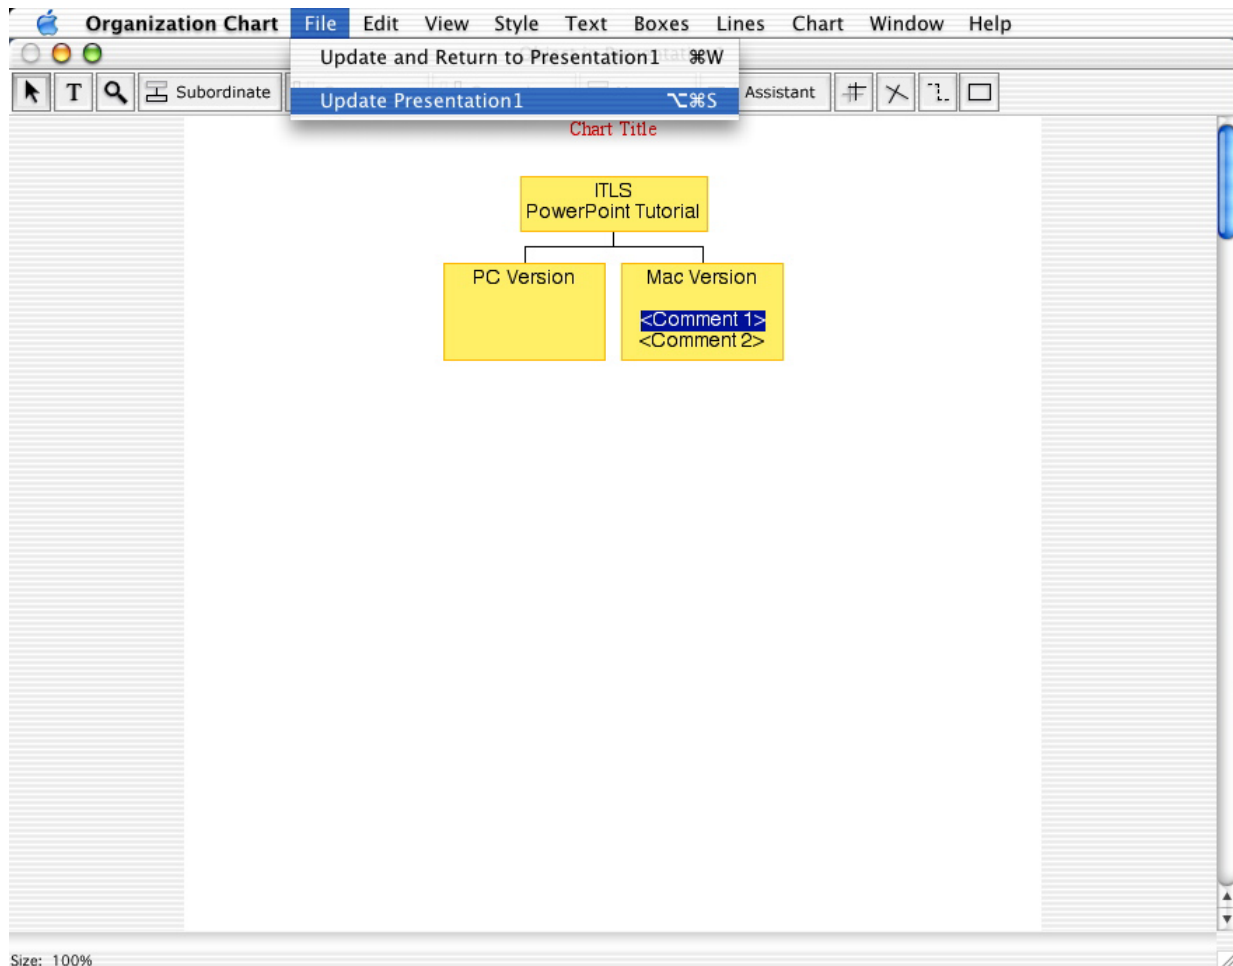 Organization Chart File Edit View Style Text Boxes Lines Chart Window Help
Update and Return to Presentation1 ⌘W
T Subordinate Assistant
Update Presentation1 ⌥⌘S
Chart Title
ITLS
PowerPoint Tutorial
PC Version
Mac Version
<Comment 1>
<Comment 2>
Size: 100%